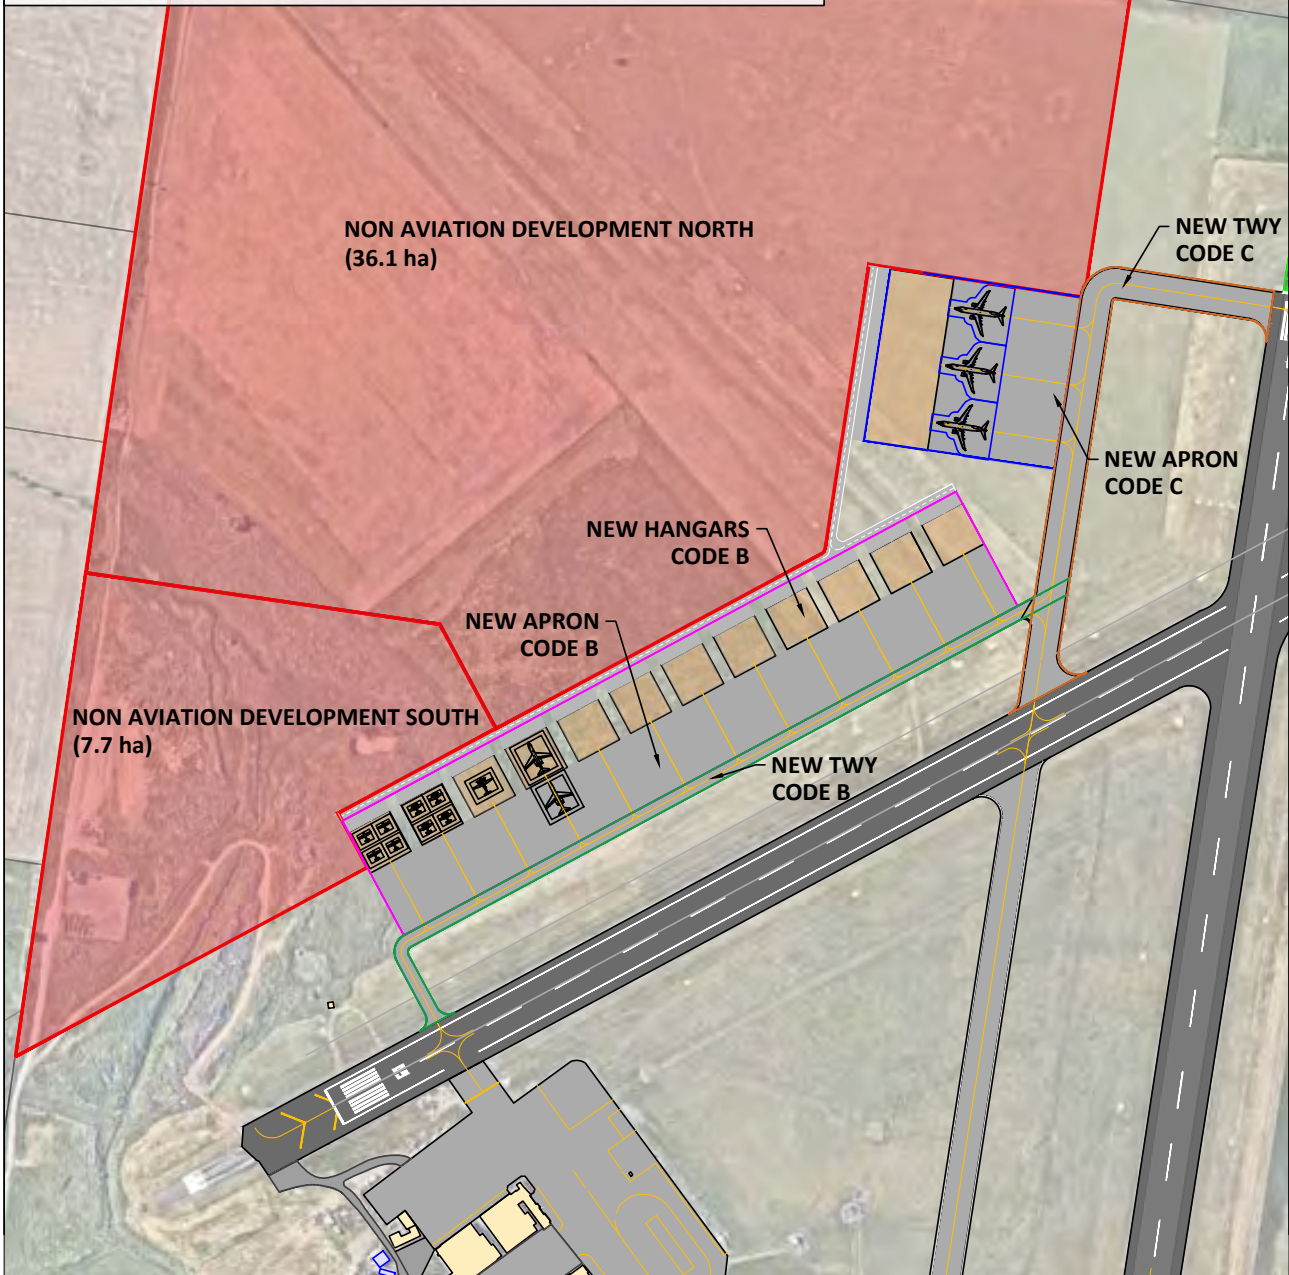 NON AVIATION DEVELOPMENT NORTH
(36.1 ha)
NEW TWY
CODE C
NEW APRON
CODE C
NEW HANGARS
CODE B
NEW APRON
CODE B
NON AVIATION DEVELOPMENT SOUTH
(7.7 ha)
NEW TWY
CODE B